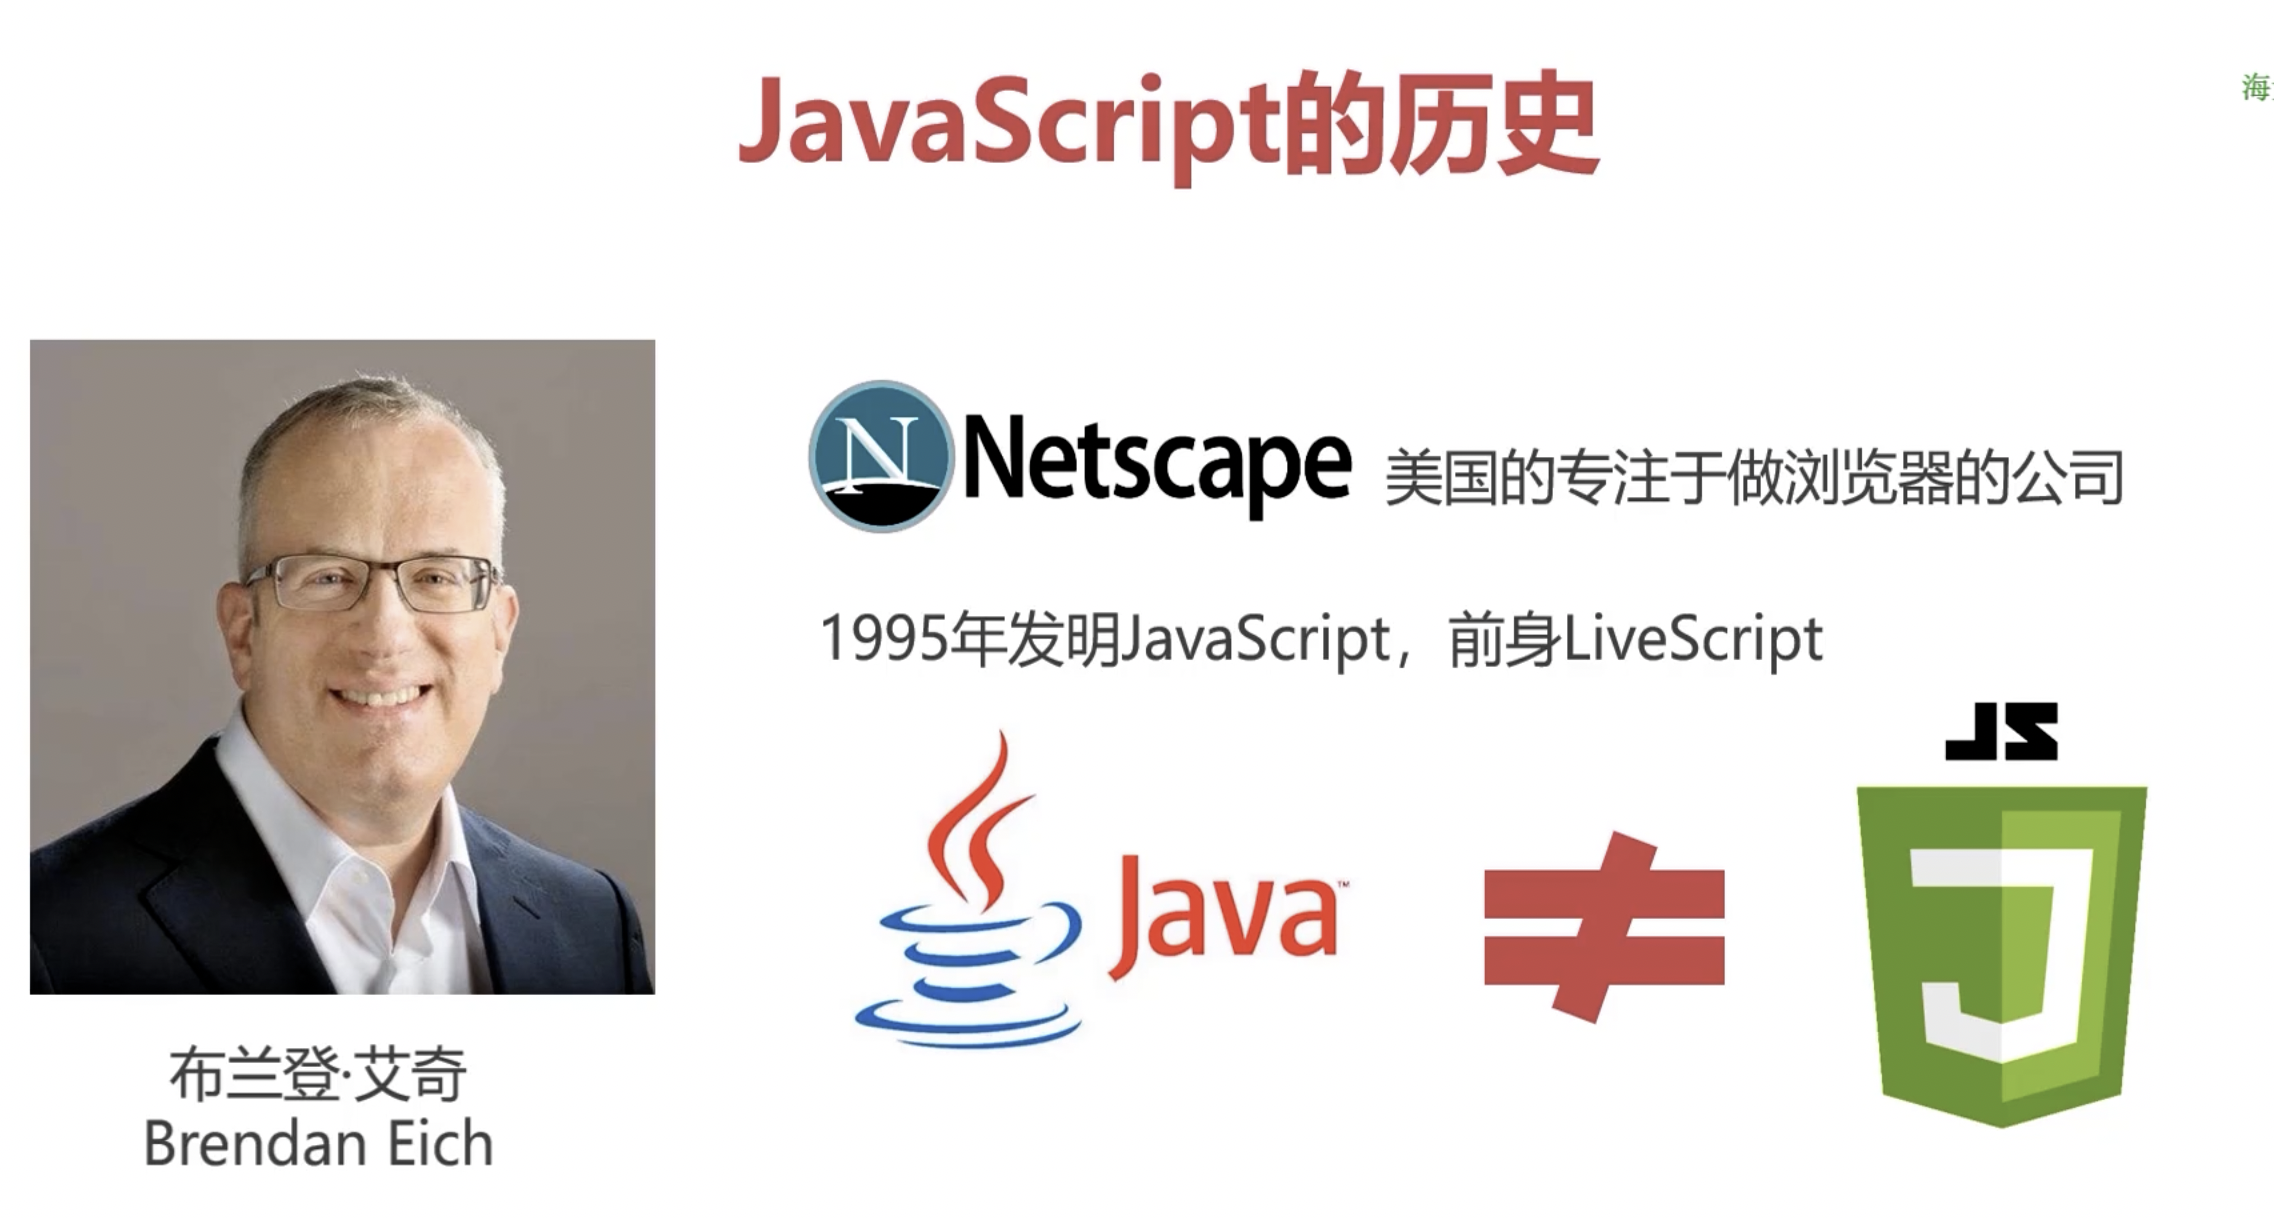 JavaScript的历史
海
N Netscape 美国的专注于做浏览器的公司
1995年发明JavaScript，前身LiveScript
JS
Java™
J
布兰登·艾奇
Brendan Eich